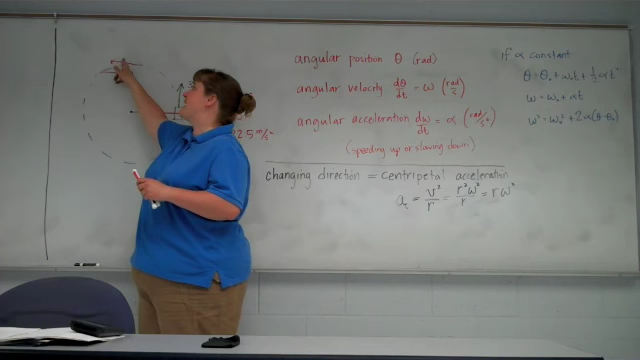 angular position θ (rad)
angular velocity dθ/dt = ω (rad/s)
angular acceleration dω/dt = α (rad/s²)
(speeding up or slowing down)
changing direction = centripetal acceleration
a_c = v²/r = r²ω²/r = rω²
if α constant
θ = θ₀ + ω₀t + ½αt²
ω = ω₀ + αt
ω² = ω₀² + 2α(θ-θ₀)
2.5 m/s